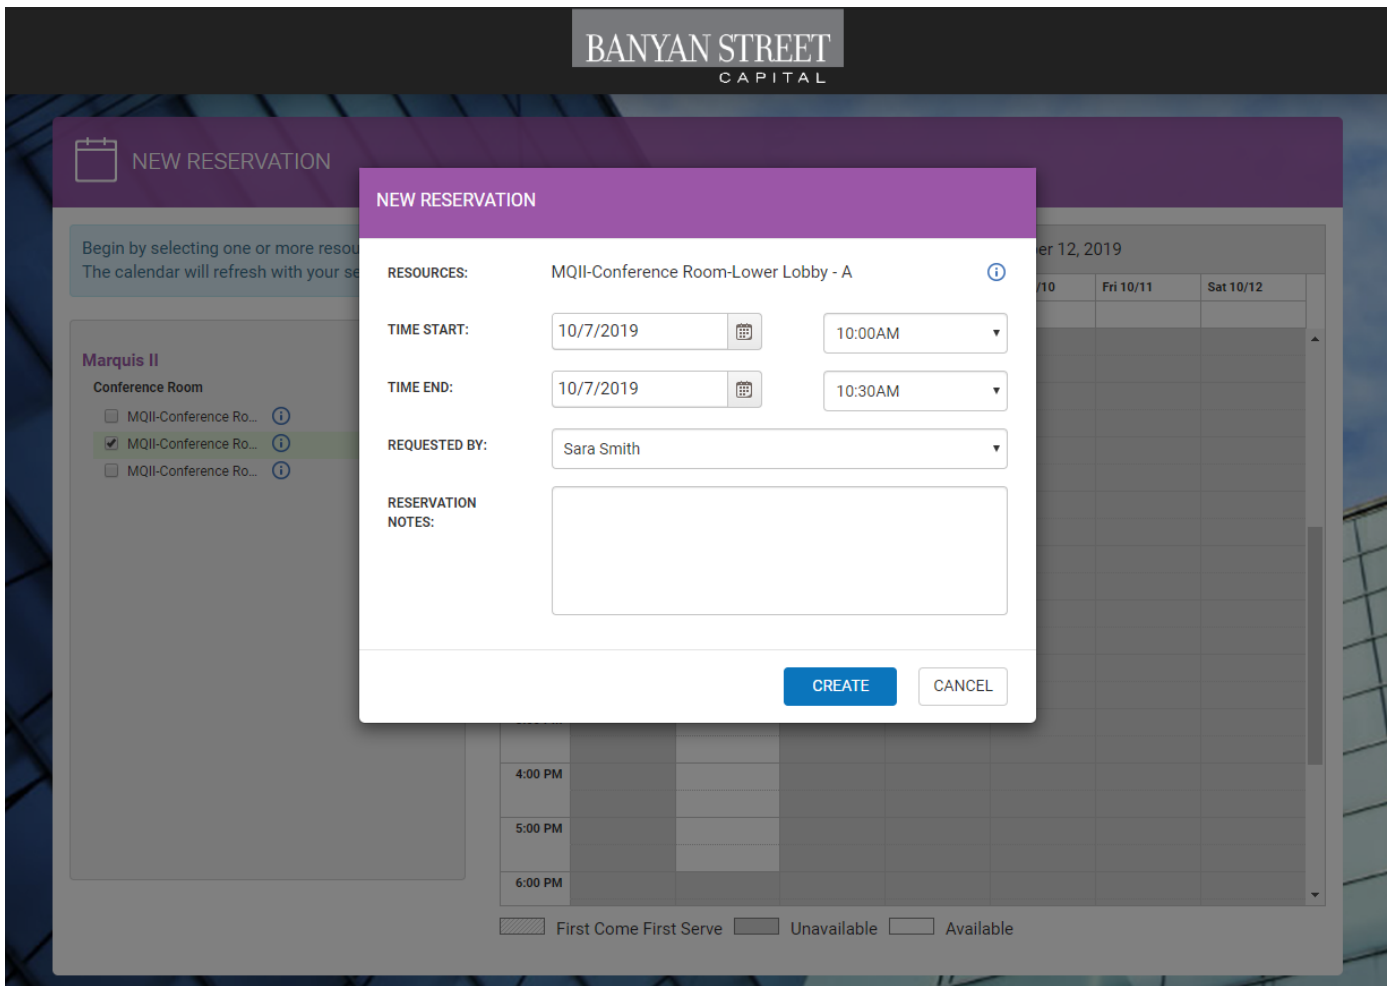 BANYAN STREET
CAPITAL
NEW RESERVATION
Begin by selecting one or more resou
The calendar will refresh with your se
er 12, 2019
/10
Fri 10/11
Sat 10/12
Marquis II
Conference Room
MQII-Conference Ro...
MQII-Conference Ro...
MQII-Conference Ro...
NEW RESERVATION
RESOURCES:
MQII-Conference Room-Lower Lobby - A
TIME START:
10/7/2019
10:00AM
TIME END:
10/7/2019
10:30AM
REQUESTED BY:
Sara Smith
RESERVATION
NOTES:
CREATE
CANCEL
4:00 PM
5:00 PM
6:00 PM
First Come First Serve
Unavailable
Available